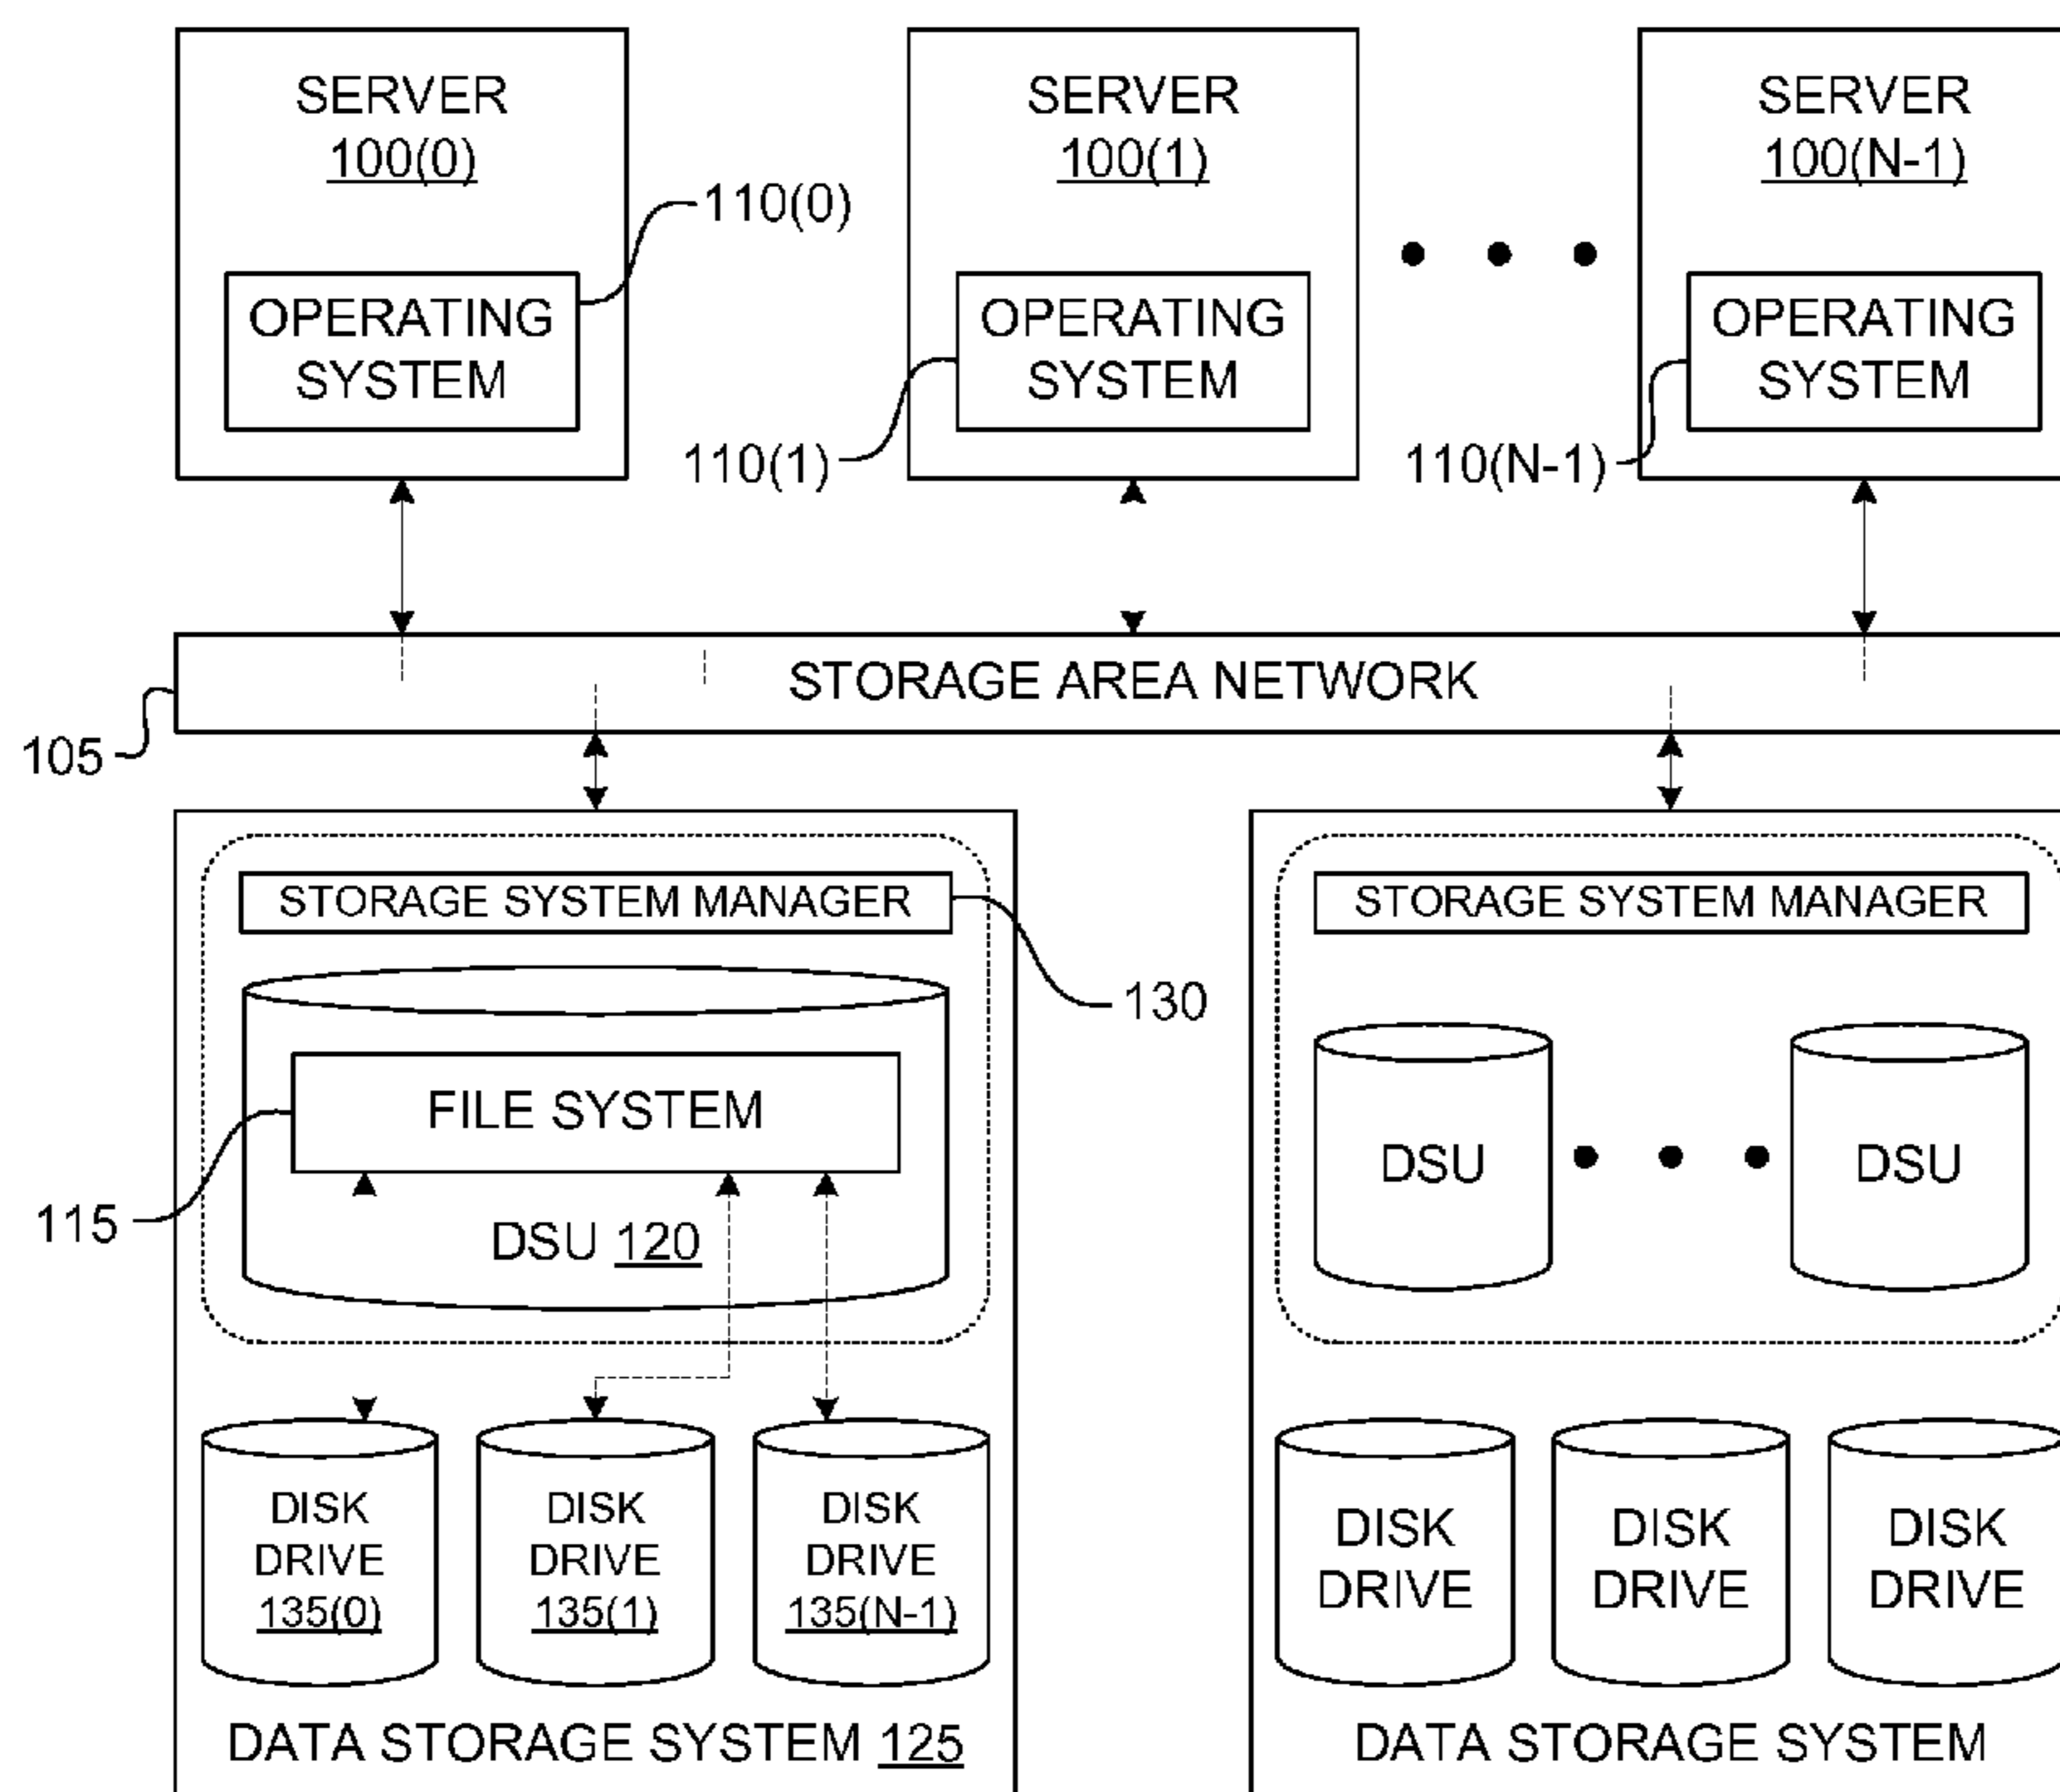 SERVER
100(0)
110(0)
OPERATING
SYSTEM
SERVER
100(1)
OPERATING
SYSTEM
110(1)
SERVER
100(N-1)
OPERATING
SYSTEM
110(N-1)
STORAGE AREA NETWORK
105
STORAGE SYSTEM MANAGER
130
FILE SYSTEM
115
DSU 120
DISK
DRIVE
135(0)
DISK
DRIVE
135(1)
DISK
DRIVE
135(N-1)
DATA STORAGE SYSTEM 125
STORAGE SYSTEM MANAGER
DSU
DSU
DISK
DRIVE
DISK
DRIVE
DISK
DRIVE
DATA STORAGE SYSTEM